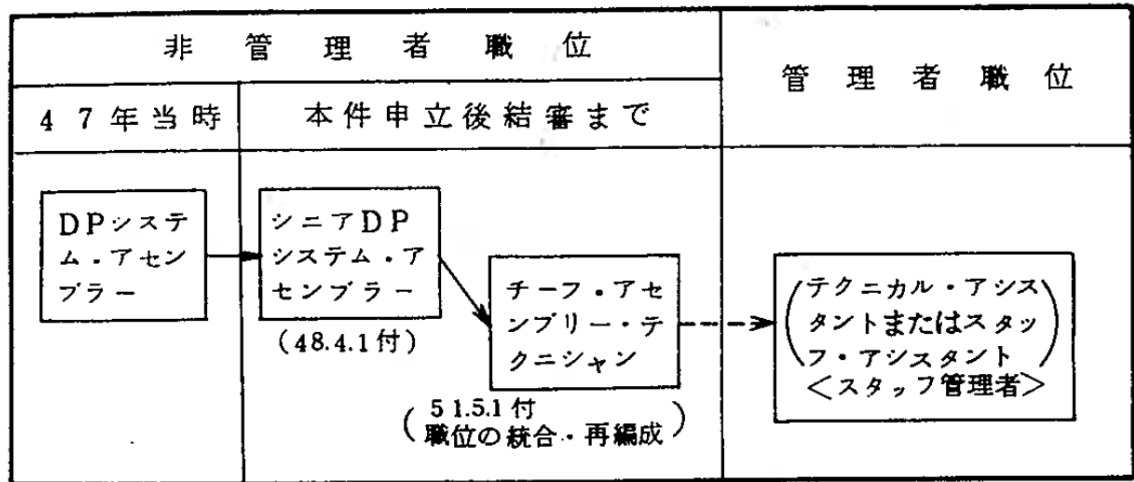 非管理者職位
管理者職位
47年当時
本件申立後結審まで
DPシステ
ム・アセン
ブラー
シニアDP
システム・ア
センブラー
(48.4.1付)
チーフ・アセ
ンブリー・テ
クニシャン
(51.5.1付
職位の統合・再編成)
(テクニカル・アシス
タントまたはスタッ
フ・アシスタント)
<スタッフ管理者>